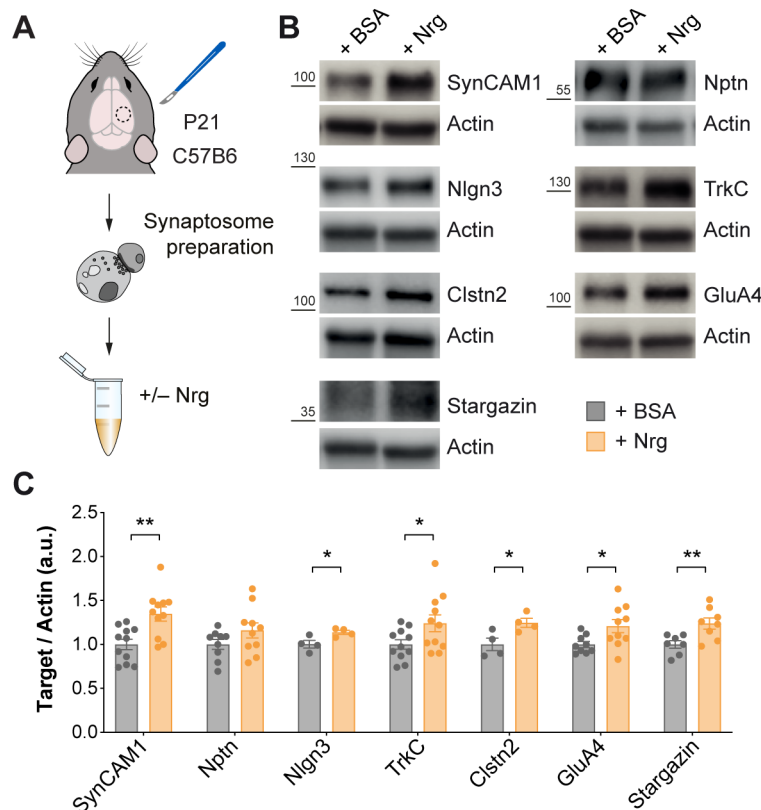 A
P21
C57B6
Synaptosome
preparation
+/– Nrg
B
+ BSA
+ Nrg
100
SynCAM1
Actin
130
Nlgn3
Actin
100
Clstn2
Actin
35
Stargazin
Actin
+ BSA
+ Nrg
55
Nptn
Actin
130
TrkC
Actin
100
GluA4
Actin
+ BSA
+ Nrg
C
Target / Actin (a.u.)
2.5
2.0
1.5
1.0
0.5
0.0
**
*
*
*
*
**
SynCAM1
Nptn
Nlgn3
TrkC
Clstn2
GluA4
Stargazin